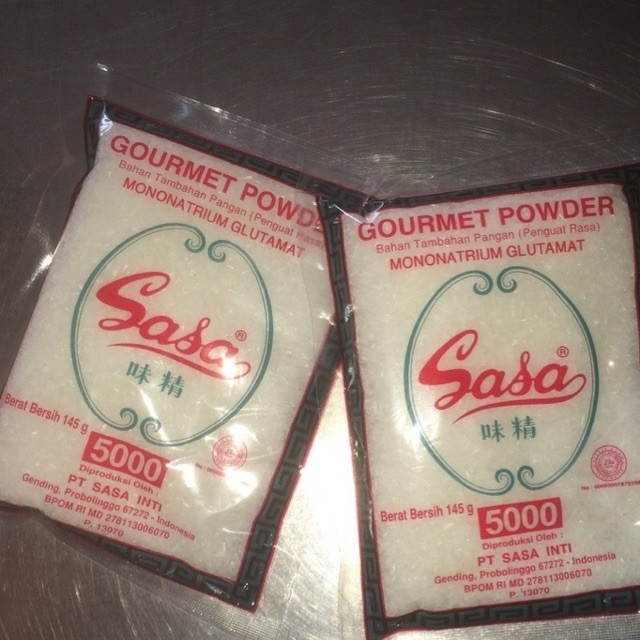 GOURMET POWDE
Bahan Tambahan Pangan (Penguat Rasa)
MONONATRIUM GLUTAMAT
Sasa®
味精
Berat Bersih 145 g
5000
Diproduksi Oleh :
PT SASA INTI
Gending, Probolinggo 67272 - Indonesia
BPOM RI MD 278113006070
P. 13070
GOURMET POWDER
Bahan Tambahan Pangan (Penguat Rasa)
MONONATRIUM GLUTAMAT
Sasa®
味精
Berat Bersih 145 g
5000
Diproduksi Oleh :
PT SASA INTI
Gending, Probolinggo 67272 - Indonesia
BPOM RI MD 278113006070
P. 13070